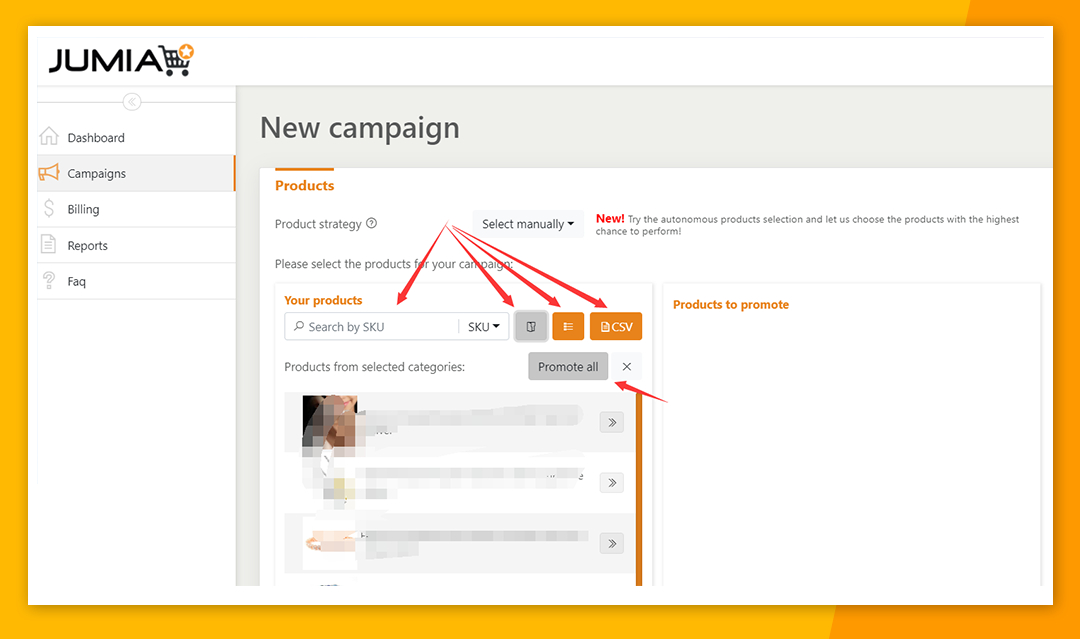 JUMIA
Dashboard
Campaigns
Billing
Reports
Faq
New campaign
Products
Product strategy ?
Select manually
New! Try the autonomous products selection and let us choose the products with the highest
chance to perform!
Please select the products for your campaign:
Your products
Search by SKU
SKU
CSV
Products from selected categories:
Promote all
Products to promote